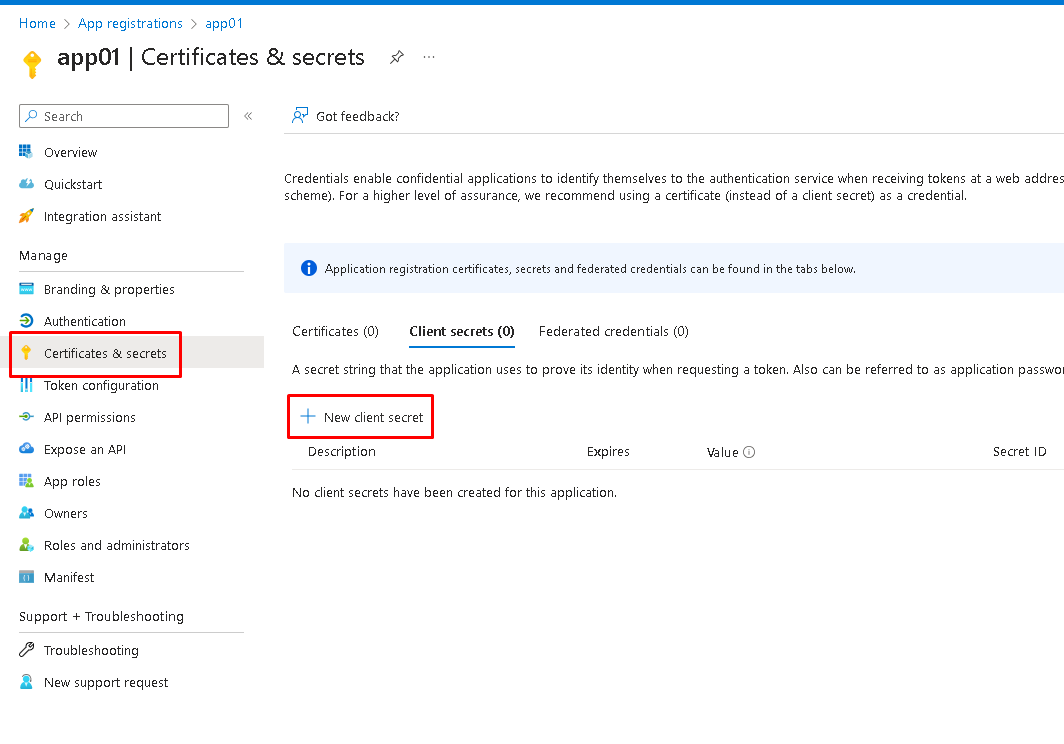 Home > App registrations > app01
app01 | Certificates & secrets
Search
Overview
Quickstart
Integration assistant
Manage
Branding & properties
Authentication
Certificates & secrets
Token configuration
API permissions
Expose an API
App roles
Owners
Roles and administrators
Manifest
Support + Troubleshooting
Troubleshooting
New support request
Got feedback?
Credentials enable confidential applications to identify themselves to the authentication service when receiving tokens at a web addres
scheme). For a higher level of assurance, we recommend using a certificate (instead of a client secret) as a credential.
Application registration certificates, secrets and federated credentials can be found in the tabs below.
Certificates (0) Client secrets (0) Federated credentials (0)
A secret string that the application uses to prove its identity when requesting a token. Also can be referred to as application passwo
New client secret
Description Expires Value Secret ID
No client secrets have been created for this application.